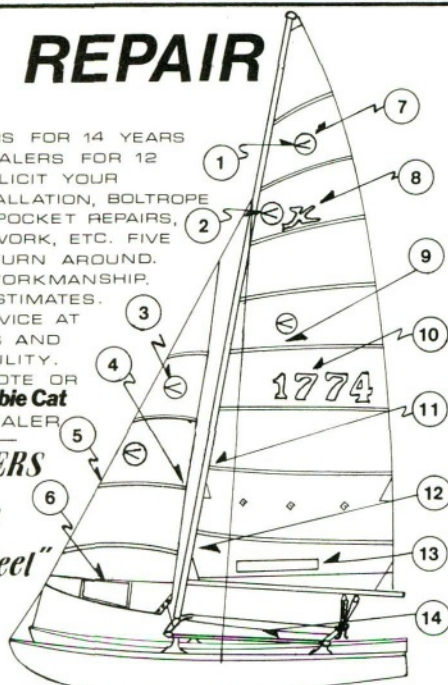 REPAIR
S FOR 14 YEARS
ALERS FOR 12
LICIT YOUR
ALLATION, BOLTROPE
POCKET REPAIRS,
WORK, ETC. FIVE
URN AROUND.
ORKMANSHIP,
STIMATES.
VICE AT
S AND
ILITY.
OTE OR
bie Cat
EALER
ERS
eel"
1
2
3
4
5
6
7
8
9
10
11
12
13
14
K
1774